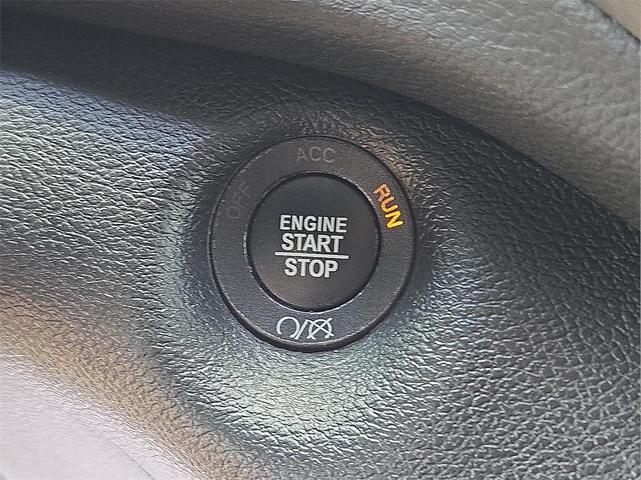 ACC
OFF
RUN
ENGINE
START
STOP